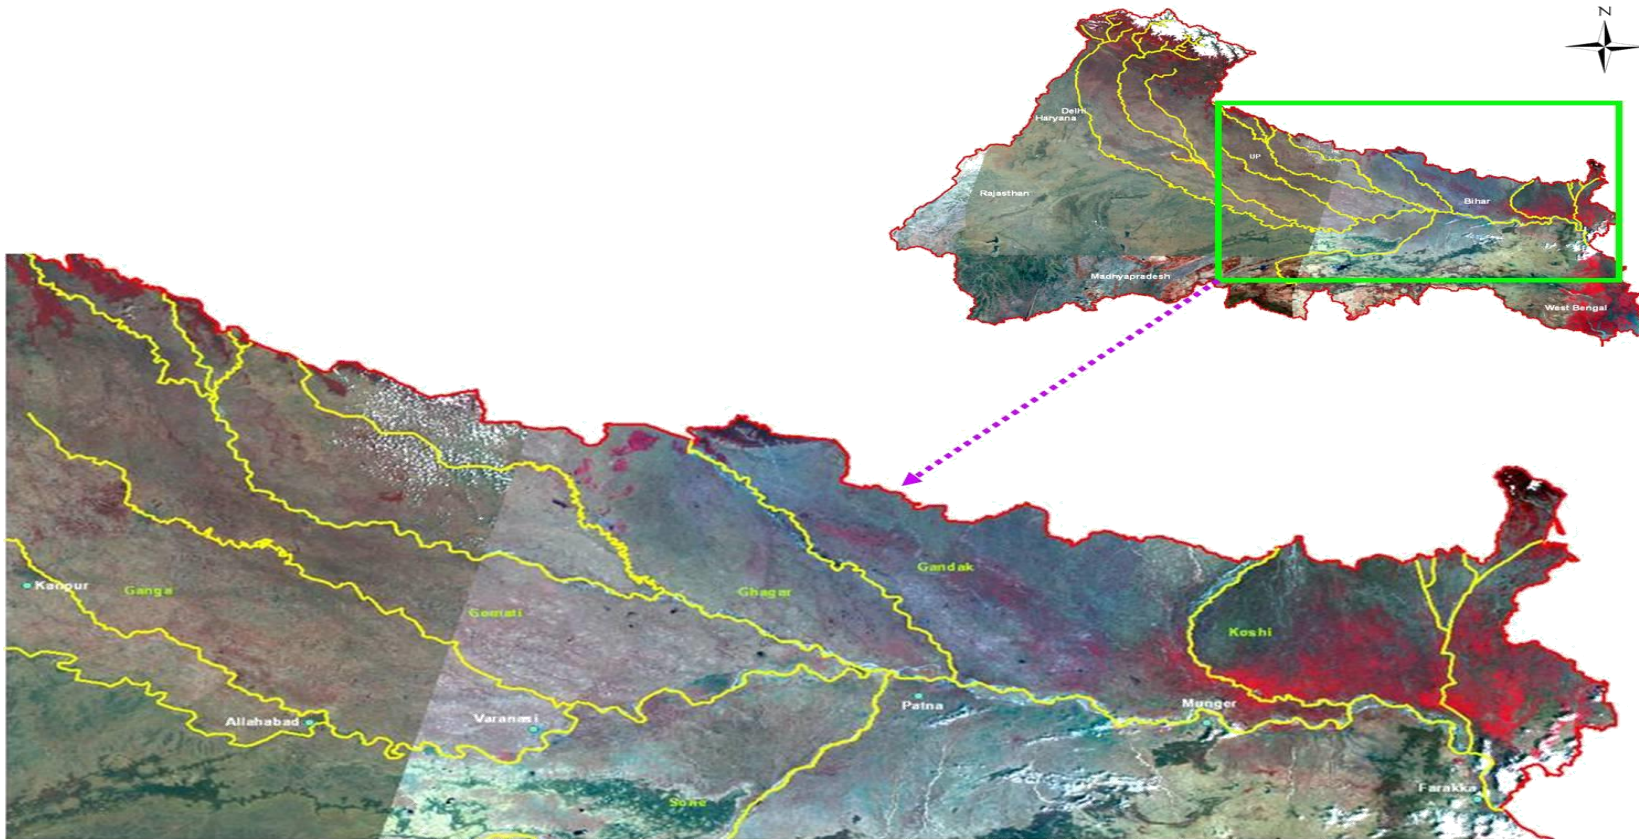 N
Delhi
Haryana
UP
Rajasthan
Bihar
Madhyapradesh
West Bengal
Gandak
Kanpur
Ganga
Ghagar
Gomati
Koshi
Allahabad
Varanasi
Patna
Munger
Sone
Farakka